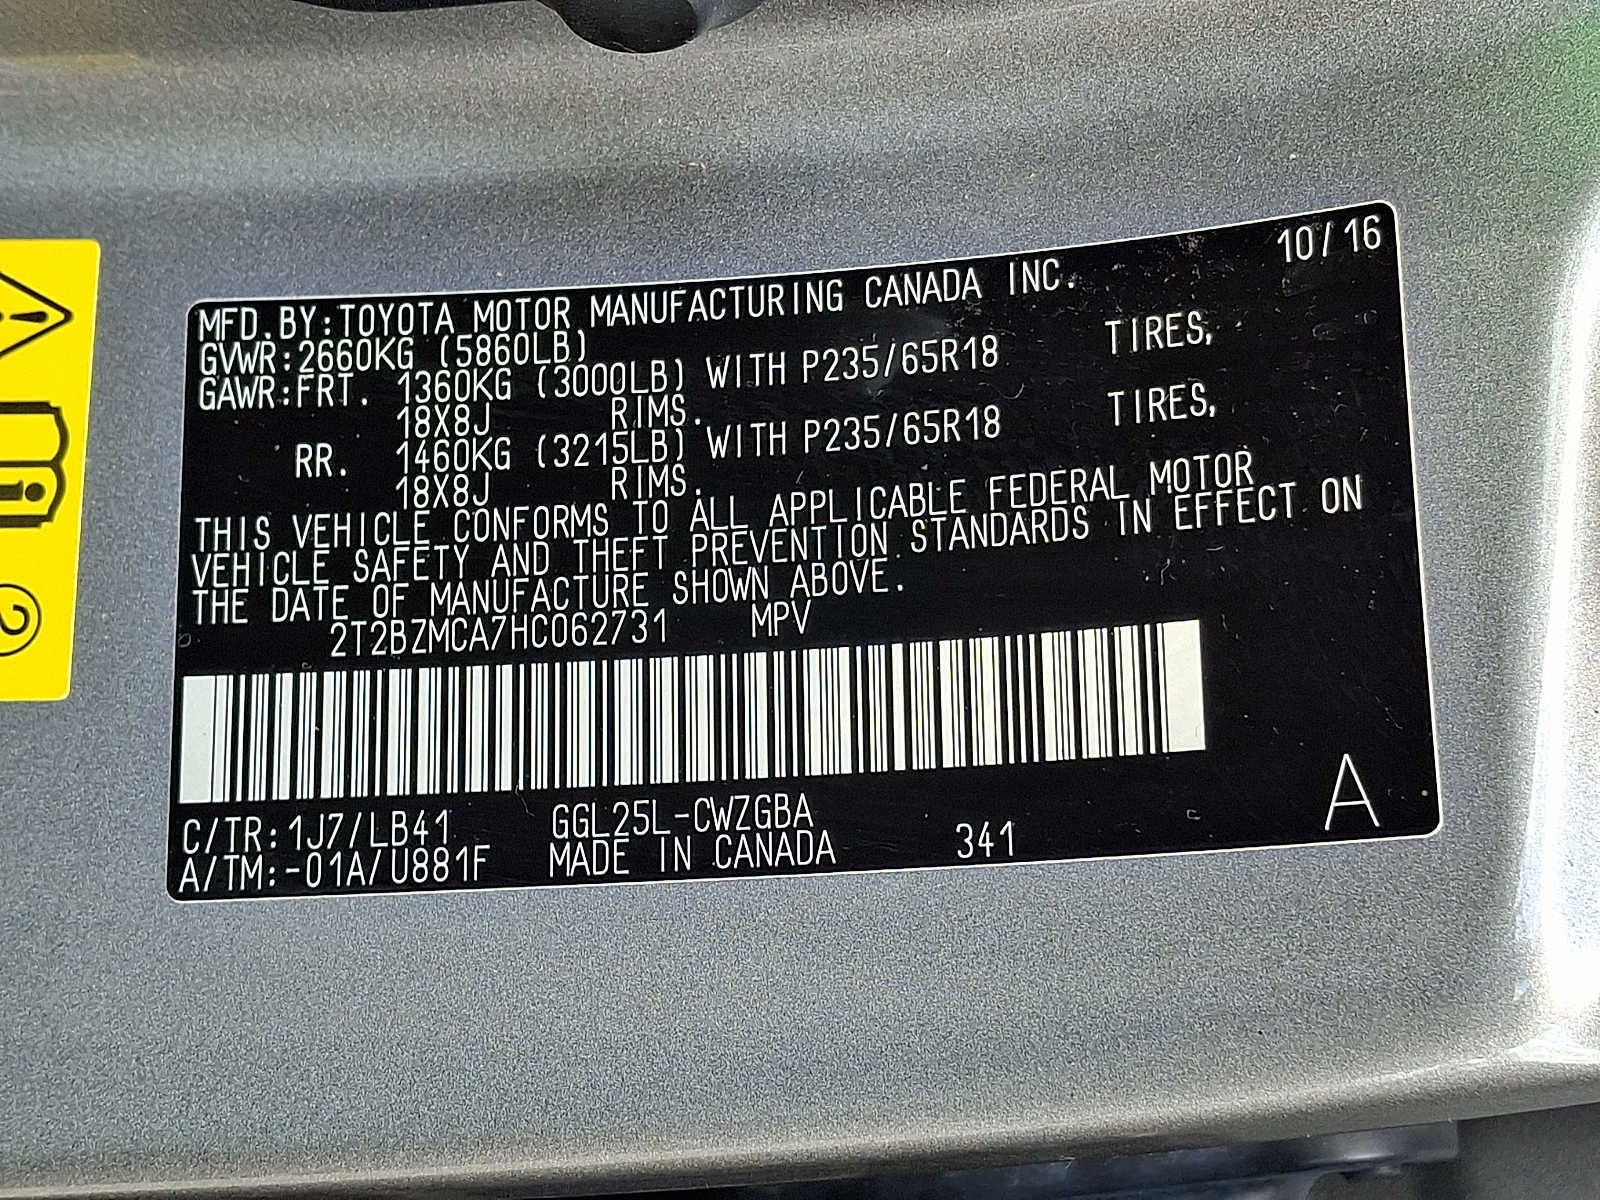 10/16
MFD.BY:TOYOTA MOTOR MANUFACTURING CANADA INC.
GVWR:2660KG (5860LB)
GAWR:FRT. 1360KG (3000LB) WITH P235/65R18 TIRES,
18X8J RIMS.
RR. 1460KG (3215LB) WITH P235/65R18 TIRES,
18X8J RIMS.
THIS VEHICLE CONFORMS TO ALL APPLICABLE FEDERAL MOTOR
VEHICLE SAFETY AND THEFT PREVENTION STANDARDS IN EFFECT ON
THE DATE OF MANUFACTURE SHOWN ABOVE.
2T2BZMCA7HC062731 MPV
C/TR:1J7/LB41 GGL25L-CWZGBA
A/TM:-01A/U881F MADE IN CANADA 341
A
2